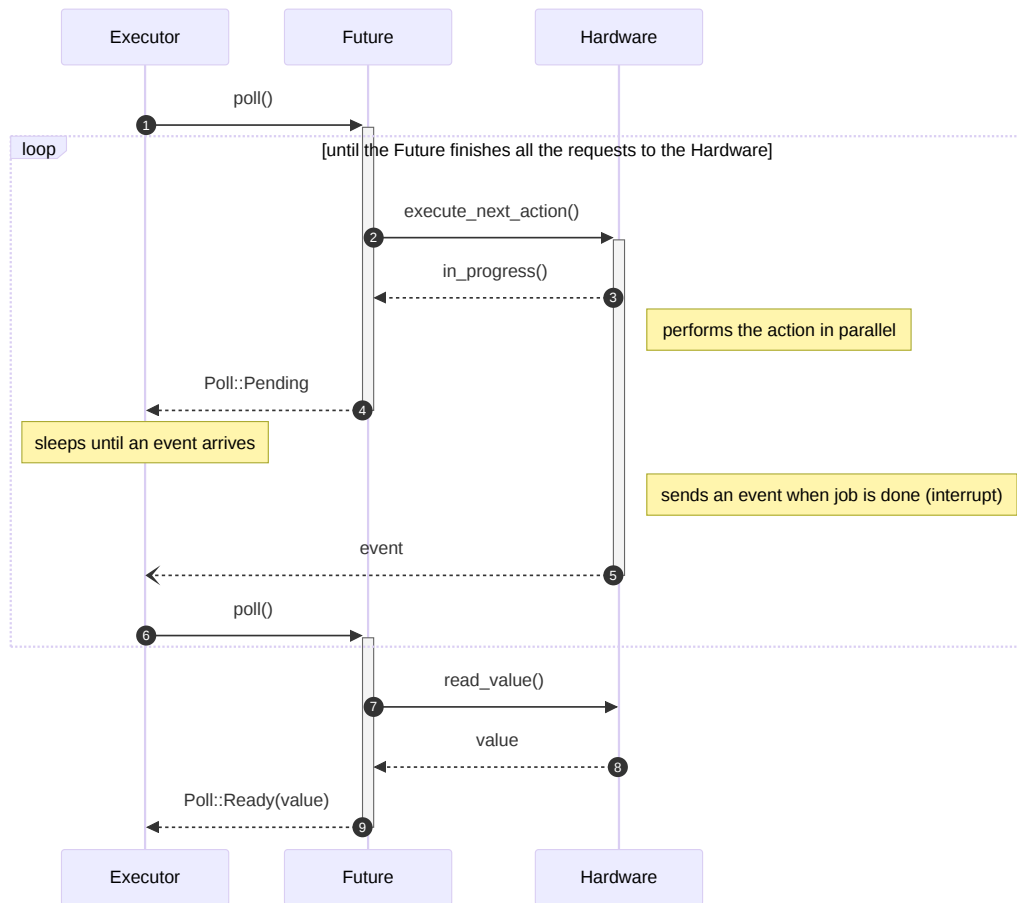 Executor
Future
Hardware
poll()
1
loop
[until the Future finishes all the requests to the Hardware]
execute_next_action()
2
in_progress()
3
performs the action in parallel
Poll::Pending
4
sleeps until an event arrives
sends an event when job is done (interrupt)
event
5
poll()
6
read_value()
7
value
8
Poll::Ready(value)
9
Executor
Future
Hardware